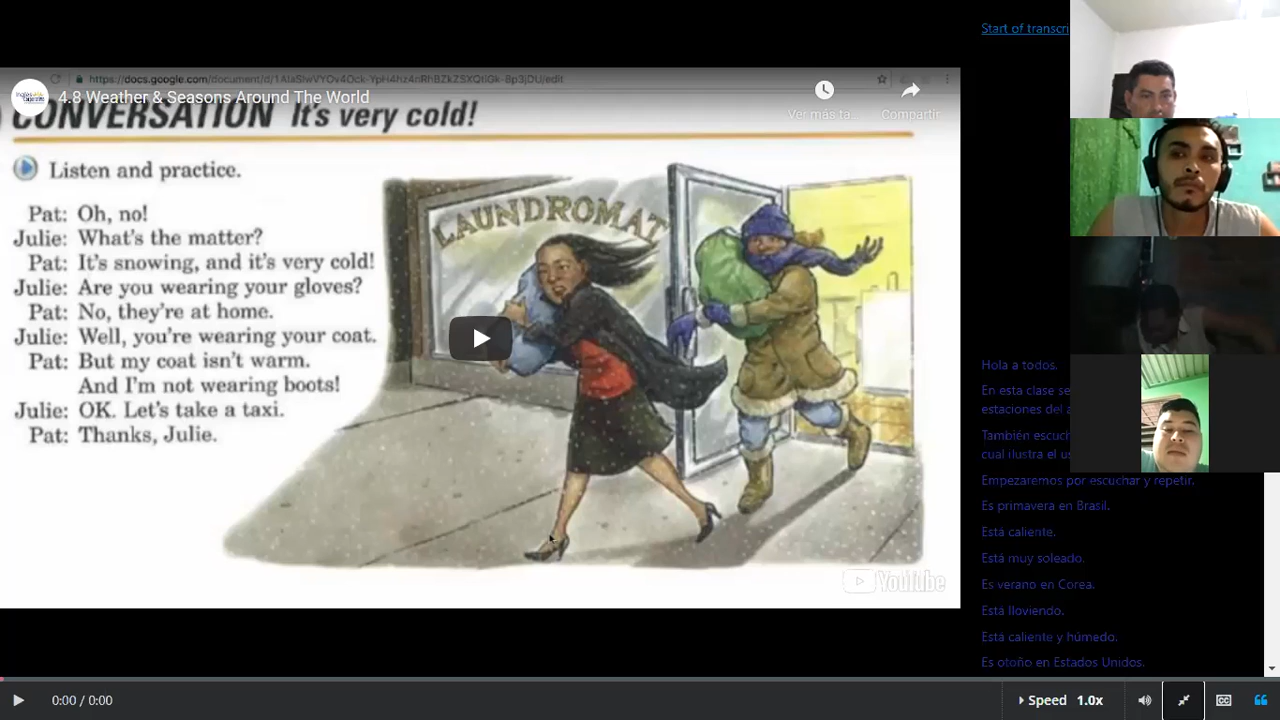 Start of transcri
https://docs.google.com/document/d/1AlaSlwVYOv4Ock-YpH4hz4nRhBZkZSXQtlGk-Bp3jDU/edit
4.8 Weather & Seasons Around The World
Ver más ta...
Compartir
CONVERSATION It's very cold!
Listen and practice.
LAUNDROMAT
Pat: Oh, no!
Julie: What's the matter?
Pat: It's snowing, and it's very cold!
Julie: Are you wearing your gloves?
Pat: No, they're at home.
Julie: Well, you're wearing your coat.
Pat: But my coat isn't warm.
And I'm not wearing boots!
Julie: OK. Let's take a taxi.
Pat: Thanks, Julie.
YouTube
Hola a todos.
En esta clase se
estaciones del a
También escuch
cual ilustra el us
Empezaremos por escuchar y repetir.
Es primavera en Brasil.
Está caliente.
Está muy soleado.
Es verano en Corea.
Está lloviendo.
Está caliente y húmedo.
Es otoño en Estados Unidos.
0:00 / 0:00
Speed 1.0x
CC